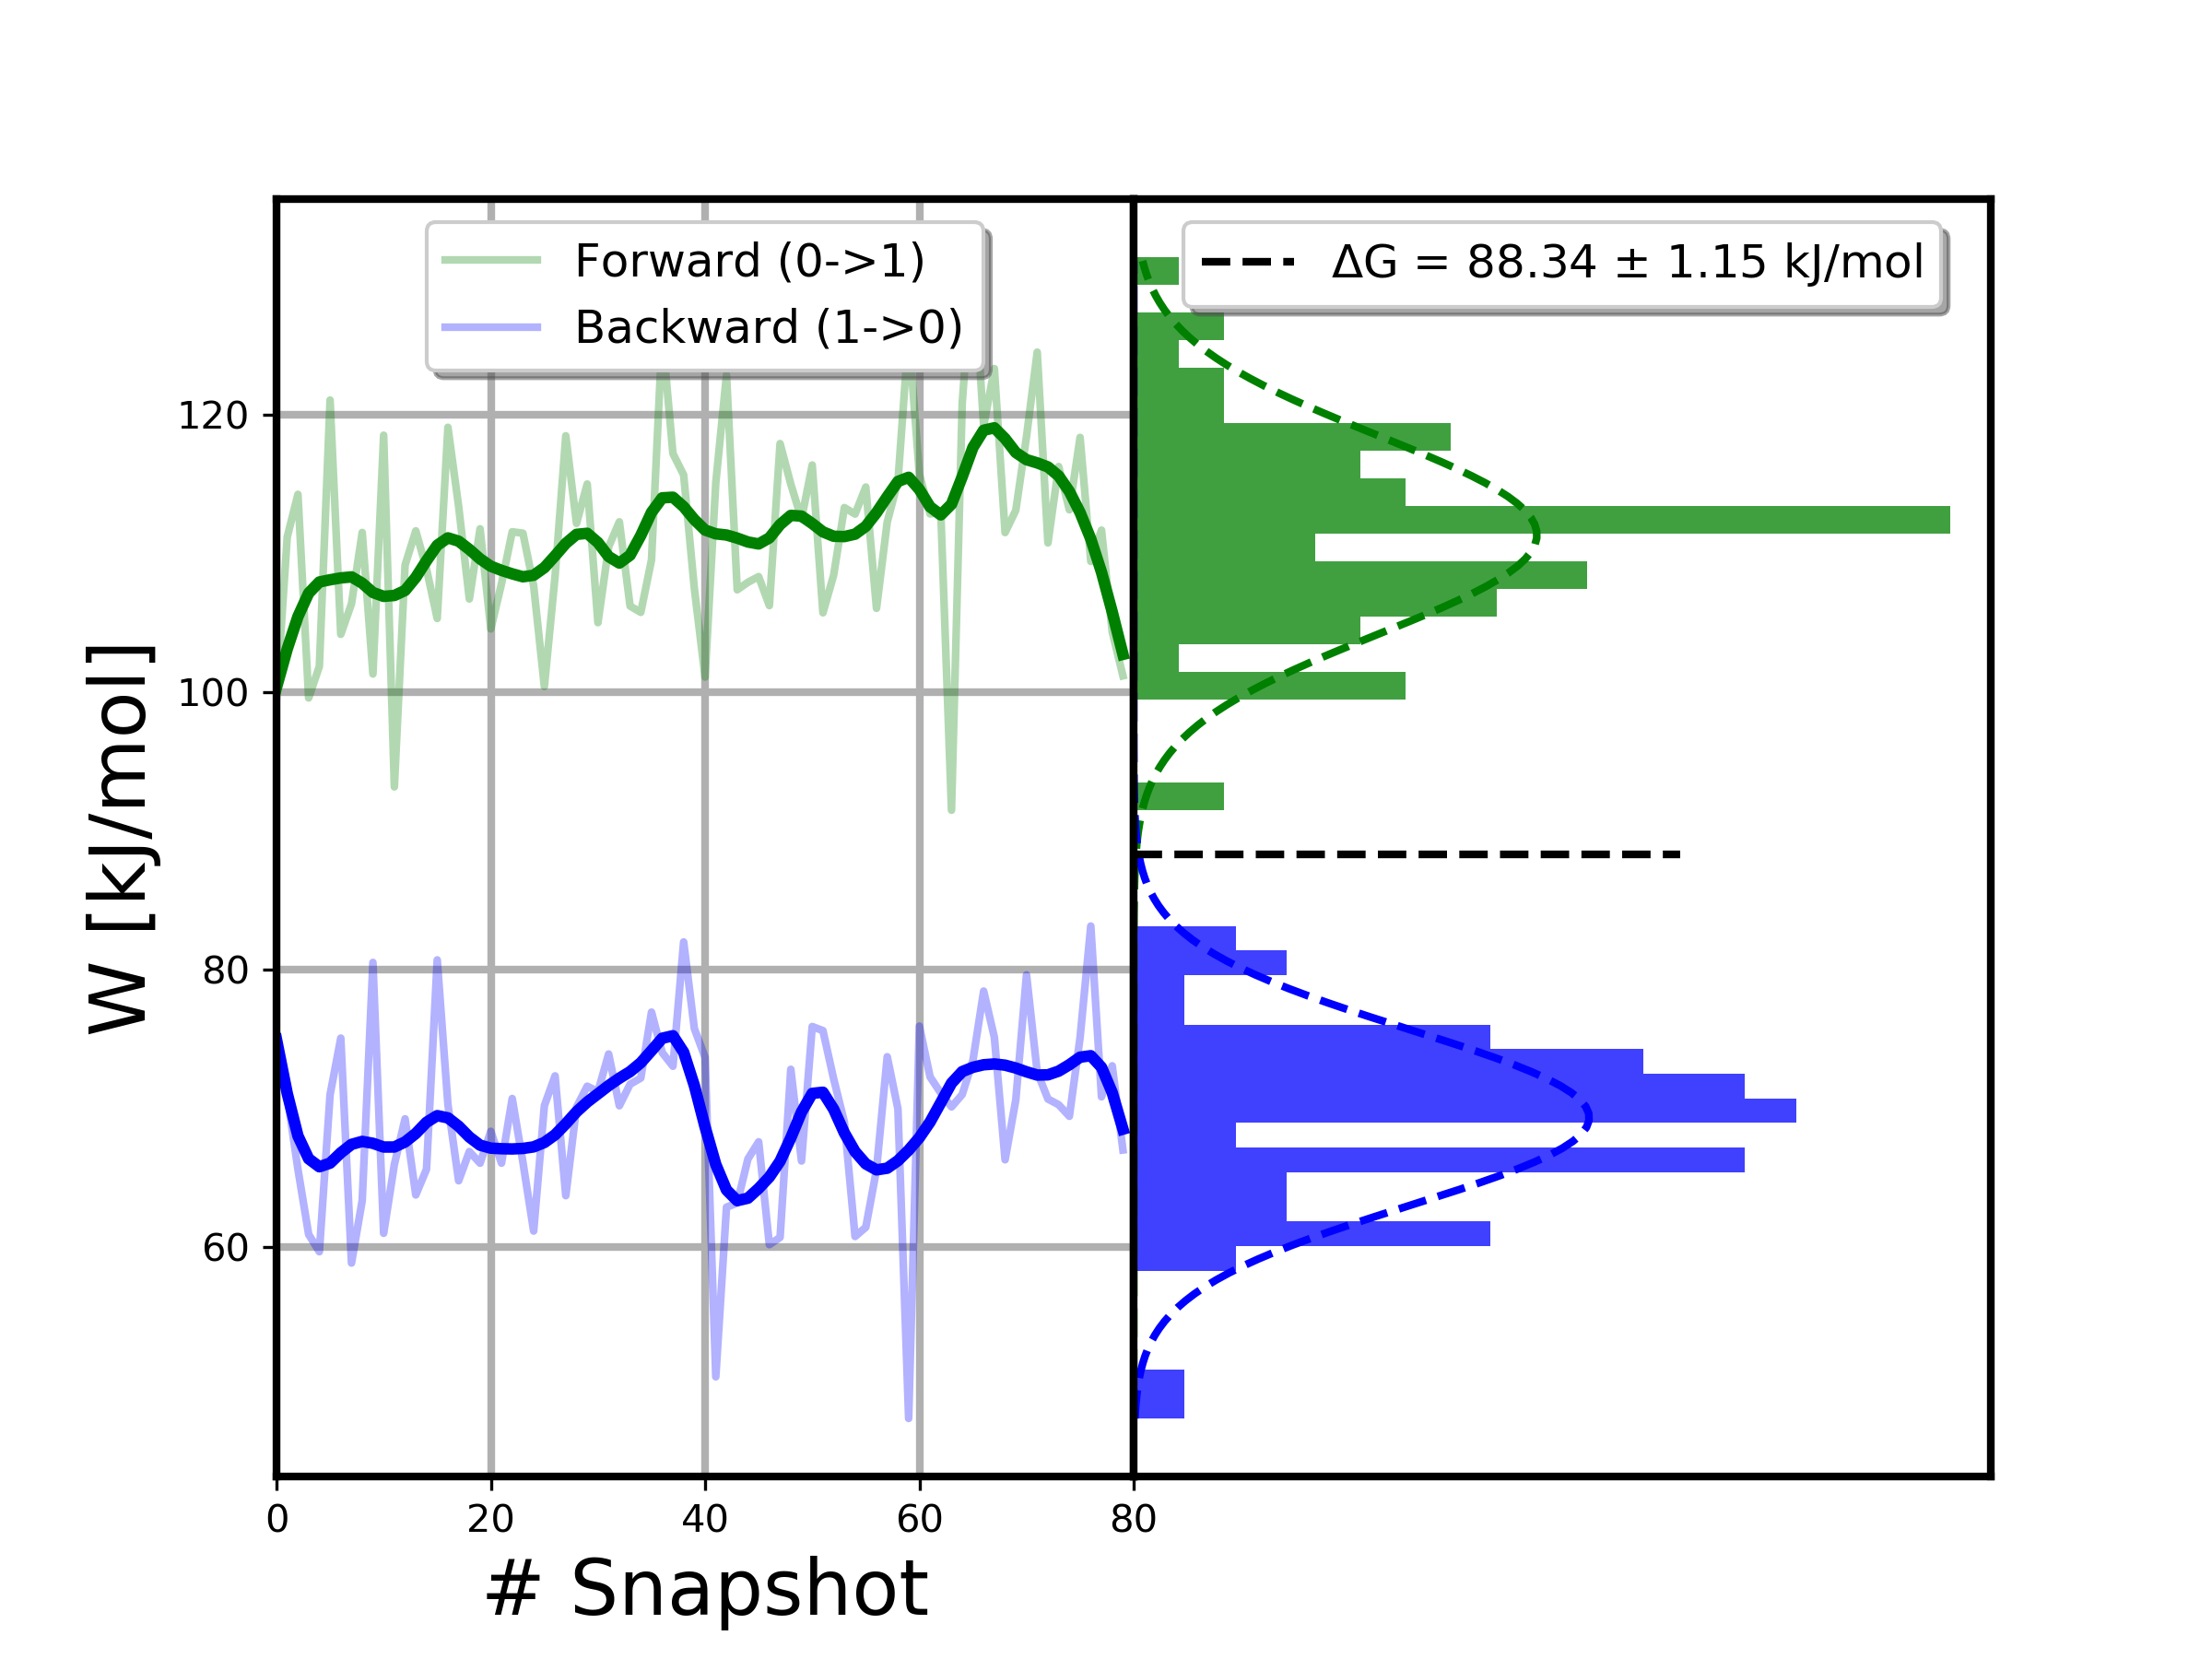 Forward (0->1)
Backward (1->0)
ΔG = 88.34 ± 1.15 kJ/mol
120
100
80
60
W [kJ/mol]
0
20
40
60
80
# Snapshot